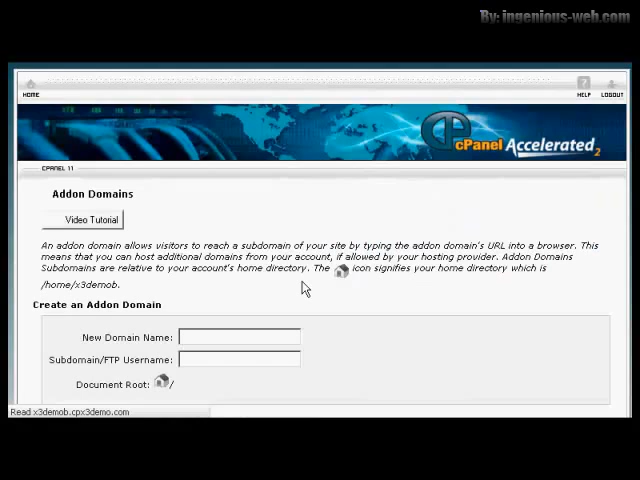 By: ingenious-web.com
HOME
HELP LOGOUT
cPanel Accelerated2
CPANEL 11
Addon Domains
Video Tutorial
An addon domain allows visitors to reach a subdomain of your site by typing the addon domain's URL into a browser. This
means that you can host additional domains from your account, if allowed by your hosting provider. Addon Domains
Subdomains are relative to your account's home directory. The icon signifies your home directory which is
/home/x3demob.
Create an Addon Domain
New Domain Name:
Subdomain/FTP Username:
Document Root: /
Read x3demob.cpx3demo.com